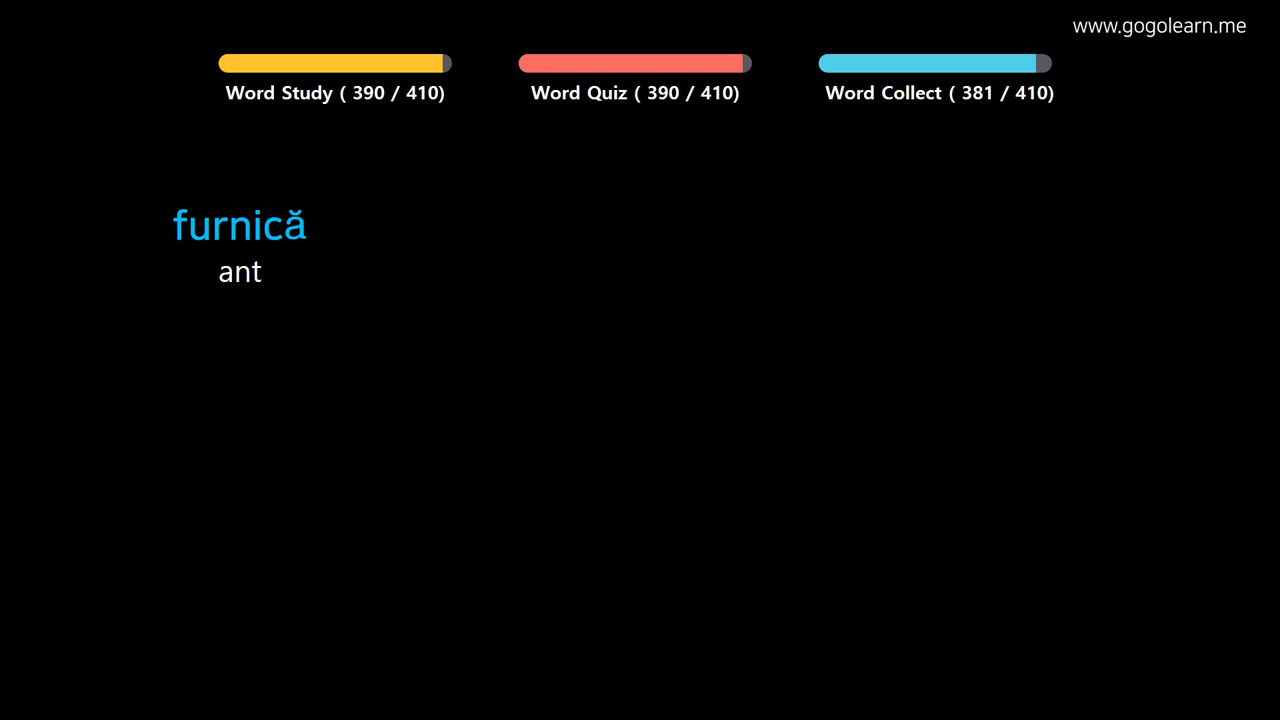 www.gogolearn.me
Word Study ( 390 / 410)
Word Quiz ( 390 / 410)
Word Collect ( 381 / 410)
furnică
ant